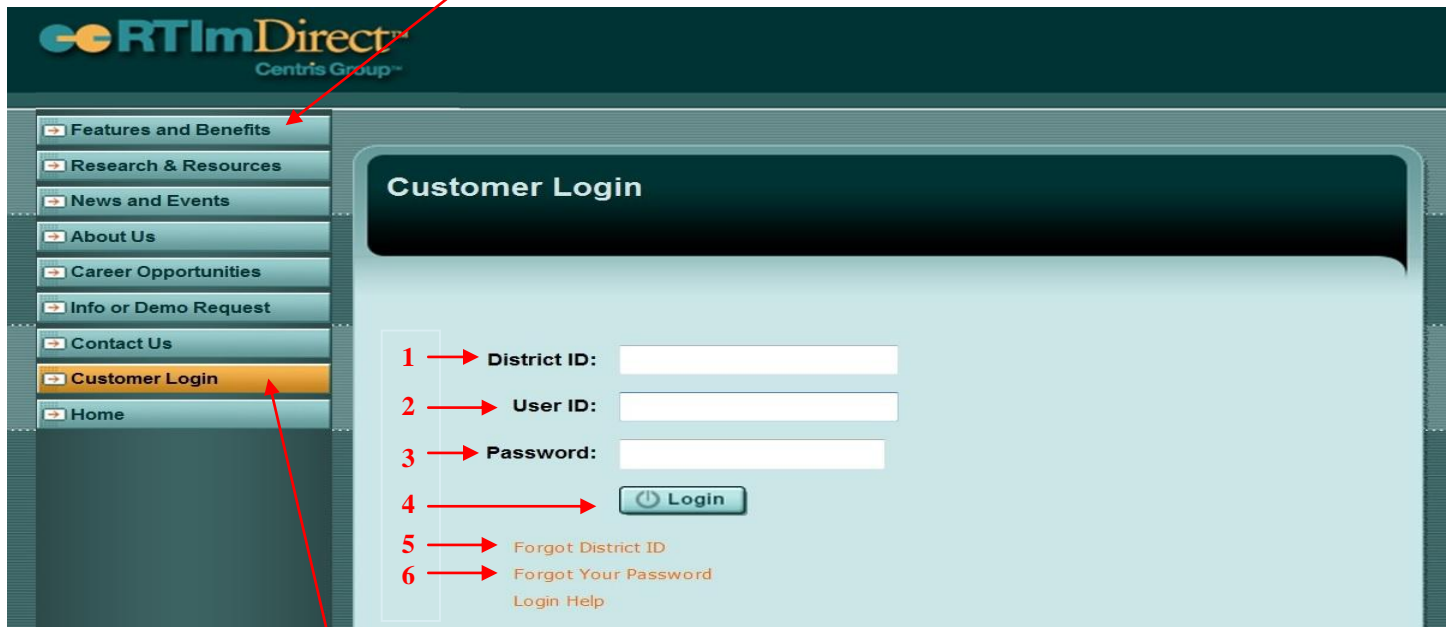 RTImDirect™
Centris Group™
Features and Benefits
Research & Resources
News and Events
About Us
Career Opportunities
Info or Demo Request
Contact Us
Customer Login
Home
Customer Login
1 District ID:
2 User ID:
3 Password:
4 Login
5 Forgot District ID
6 Forgot Your Password
Login Help